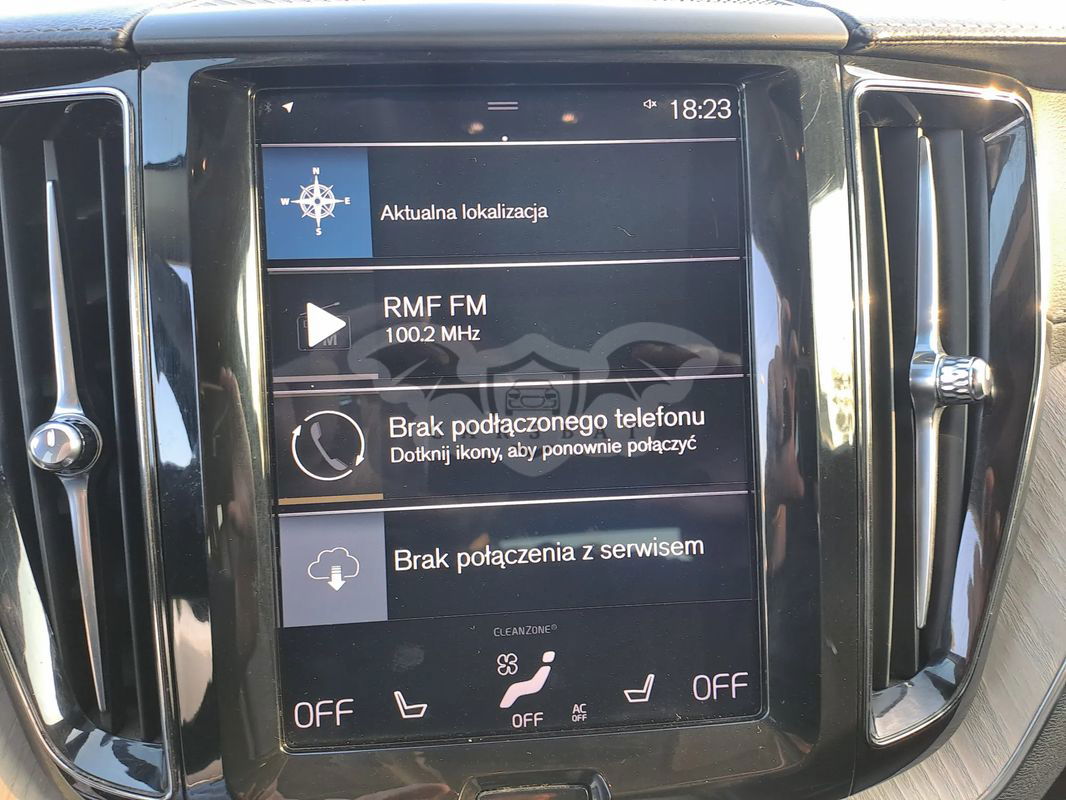 18:23
N
W E
S
Aktualna lokalizacja
RMF FM
100.2 MHz
Brak podłączonego telefonu
Dotknij ikony, aby ponownie połączyć
Brak połączenia z serwisem
CLEANZONE®
OFF
OFF
AC
OFF
OFF